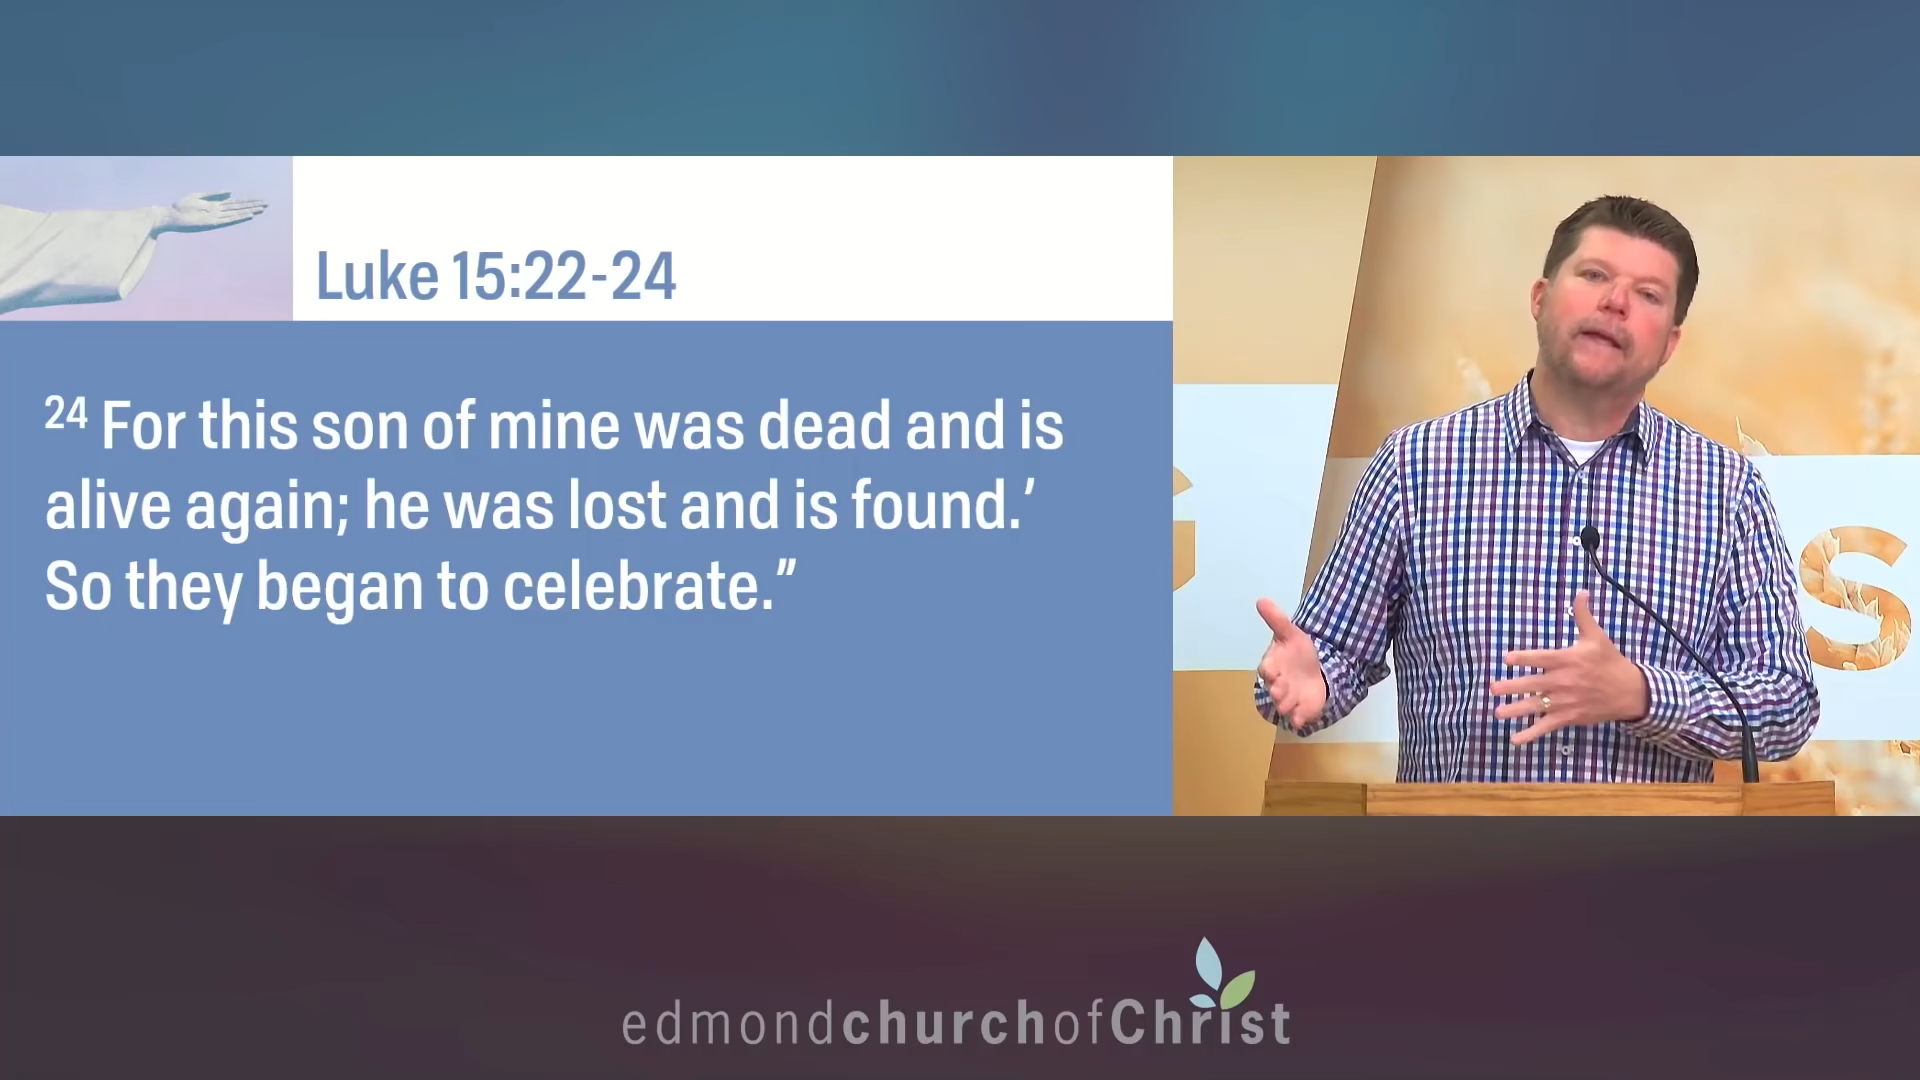 Luke 15:22-24
24 For this son of mine was dead and is
alive again; he was lost and is found.’
So they began to celebrate.”
G
S
edmondchurchofChrist